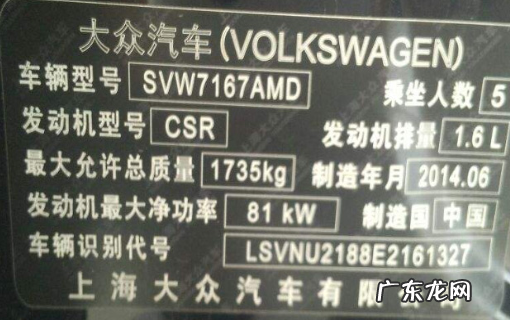 大众汽车(VOLKSWAGEN)
车辆型号 SVW7167AMD 乘坐人数 5
发动机型号 CSR 发动机排量 1.6 L
最大允许总质量 1735kg 制造年月 2014.06
发动机最大净功率 81 kW 制造国 中国
车辆识别代号 LSVNU2188E2161327
上海大众汽车有限
广东龙网